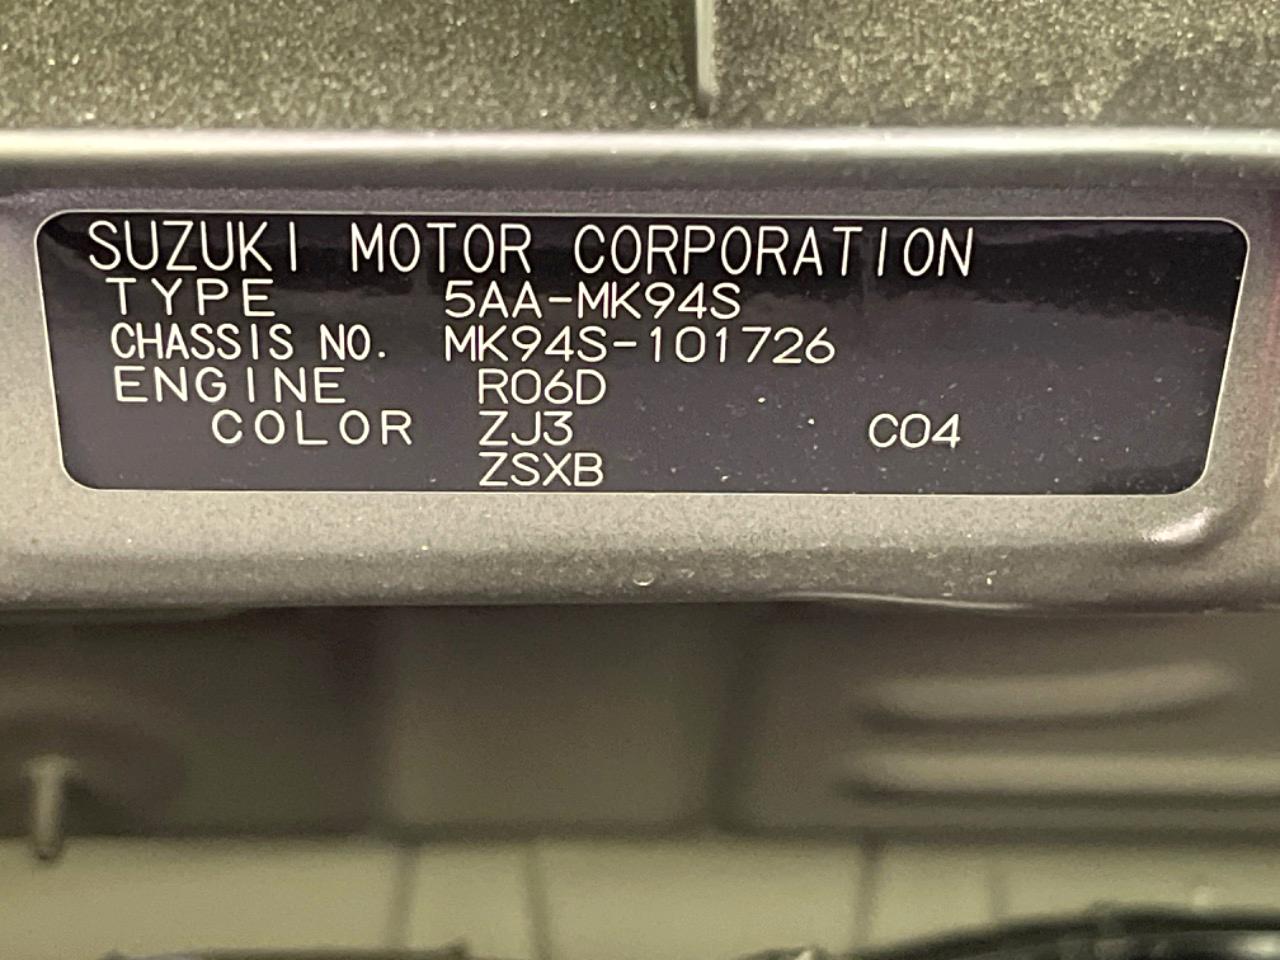 SUZUKI MOTOR CORPORATION
TYPE 5AA-MK94S
CHASSIS NO. MK94S-101726
ENGINE R06D
COLOR ZJ3 C04
ZSXB